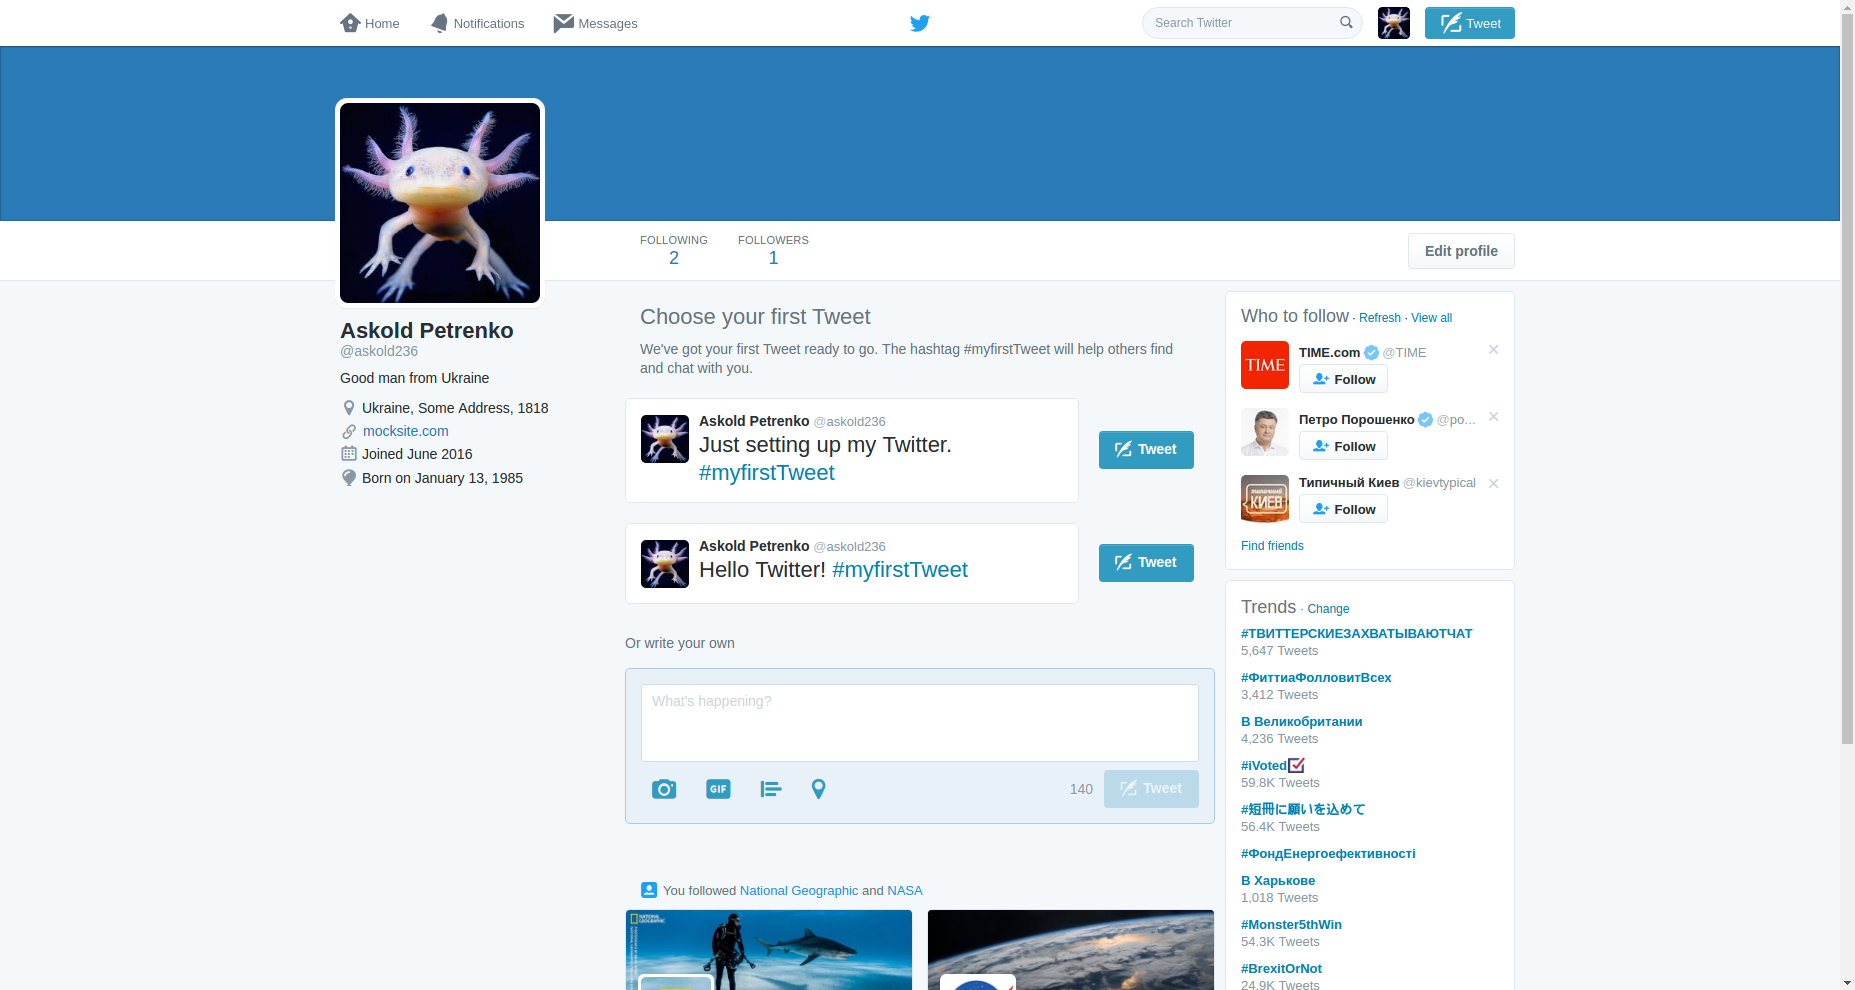 Home
Notifications
Messages
Search Twitter
Tweet
FOLLOWING
2
FOLLOWERS
1
Edit profile
Askold Petrenko
@askold236
Good man from Ukraine
Ukraine, Some Address, 1818
mocksite.com
Joined June 2016
Born on January 13, 1985
Choose your first Tweet
We've got your first Tweet ready to go. The hashtag #myfirstTweet will help others find
and chat with you.
Askold Petrenko @askold236
Just setting up my Twitter.
#myfirstTweet
Tweet
Askold Petrenko @askold236
Hello Twitter! #myfirstTweet
Tweet
Or write your own
What's happening?
GIF
140
Tweet
You followed National Geographic and NASA
NATIONAL
GEOGRAPHIC
Who to follow · Refresh · View all
TIME
TIME.com @TIME
Follow
Петро Порошенко @po...
Follow
типичный
КИЕВ
Типичный Киев @kievtypical
Follow
Find friends
Trends · Change
#ТВИТТЕРСКИЕЗАХВАТЫВАЮТЧАТ
5,647 Tweets
#ФиттиаФолловитВсех
3,412 Tweets
В Великобритании
4,236 Tweets
#iVoted
59.8K Tweets
#短冊に願いを込めて
56.4K Tweets
#ФондЕнергоефективності
В Харькове
1,018 Tweets
#Monster5thWin
54.3K Tweets
#BrexitOrNot
24.9K Tweets